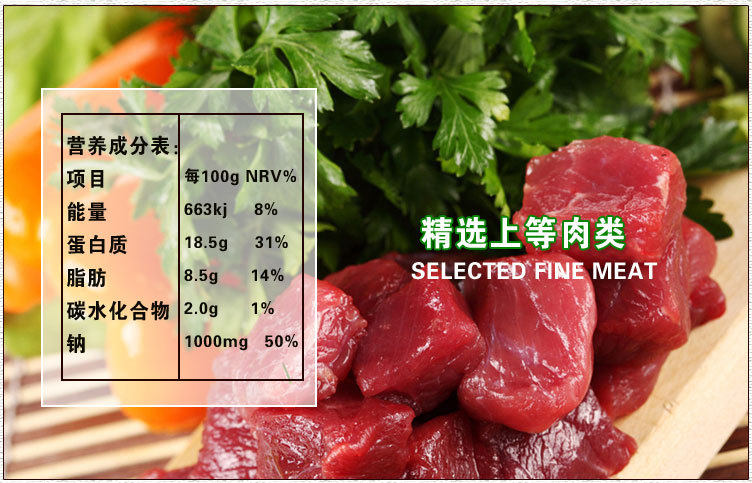 营养成分表:
项目 每100g NRV%
能量 663kj 8%
蛋白质 18.5g 31%
脂肪 8.5g 14%
碳水化合物 2.0g 1%
钠 1000mg 50%
精选上等肉类
SELECTED FINE MEAT